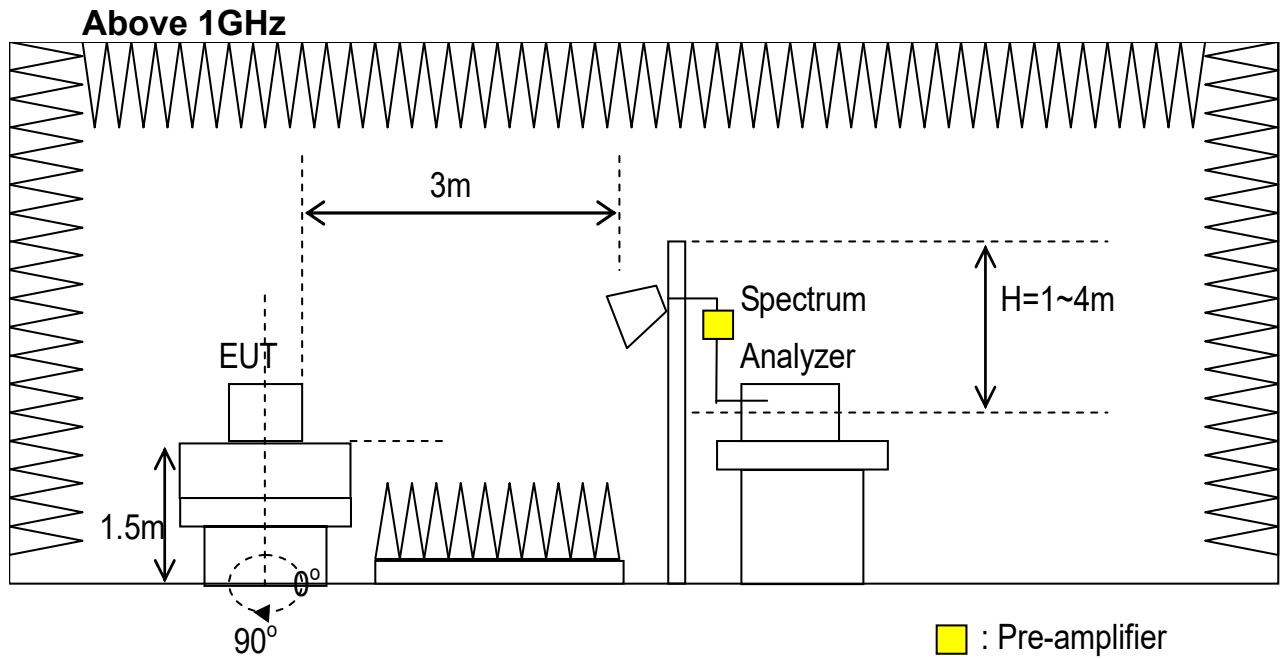 Above 1GHz
3m
Spectrum
H=1~4m
EUT
Analyzer
1.5m
0°
90°
: Pre-amplifier